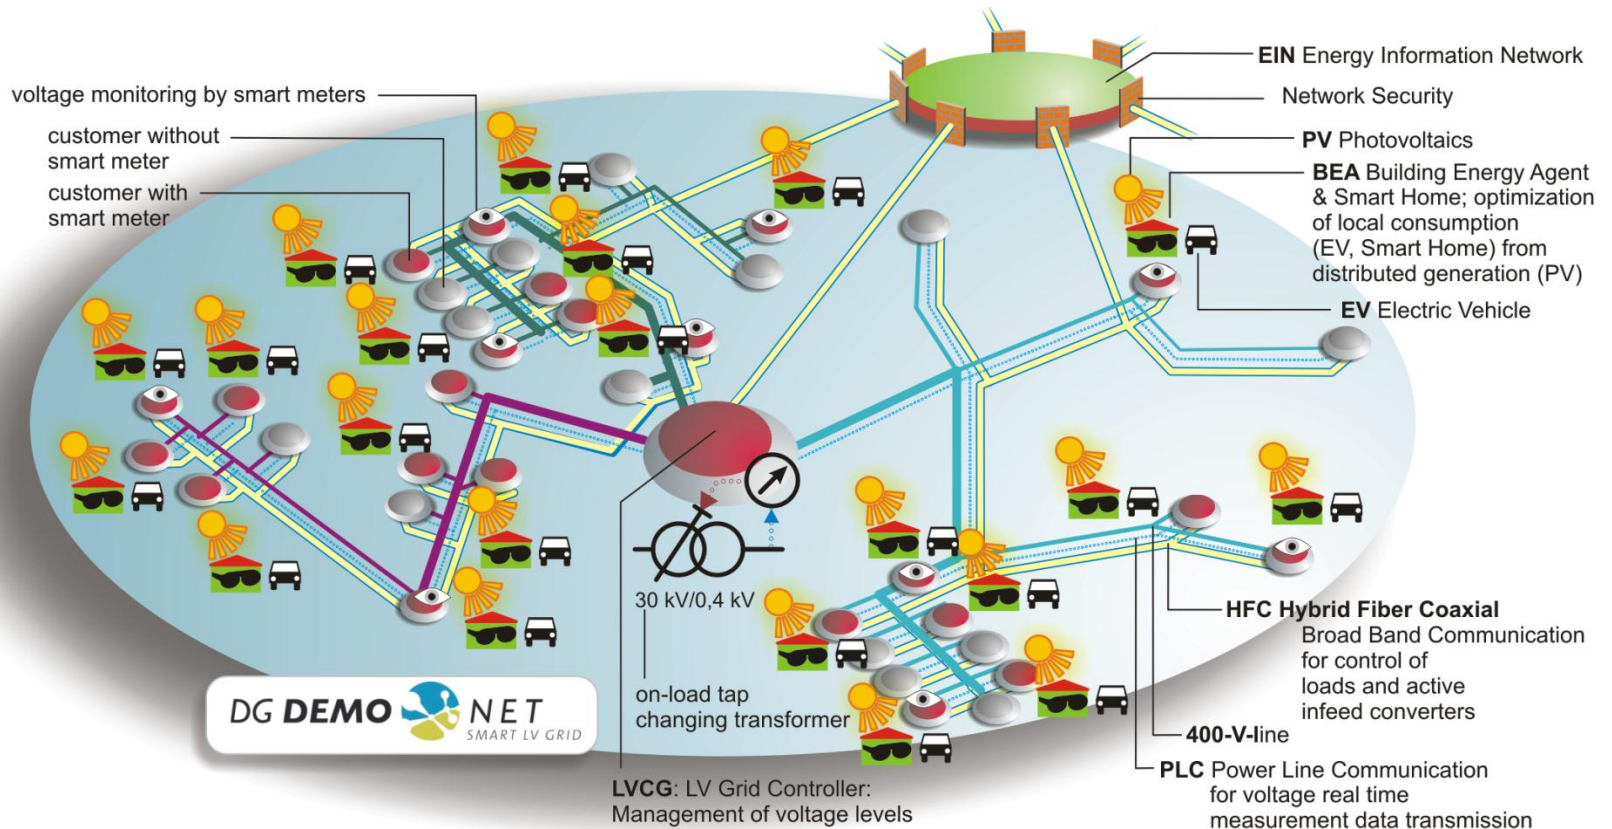 EIN Energy Information Network
voltage monitoring by smart meters
Network Security
customer without
smart meter
PV Photovoltaics
BEA Building Energy Agent
& Smart Home; optimization
of local consumption
(EV, Smart Home) from
distributed generation (PV)
customer with
smart meter
EV Electric Vehicle
30 kV/0,4 kV
HFC Hybrid Fiber Coaxial
Broad Band Communication
for control of
loads and active
infeed converters
on-load tap
changing transformer
DG DEMO NET
SMART LV GRID
400-V-line
PLC Power Line Communication
for voltage real time
measurement data transmission
LVCG: LV Grid Controller:
Management of voltage levels